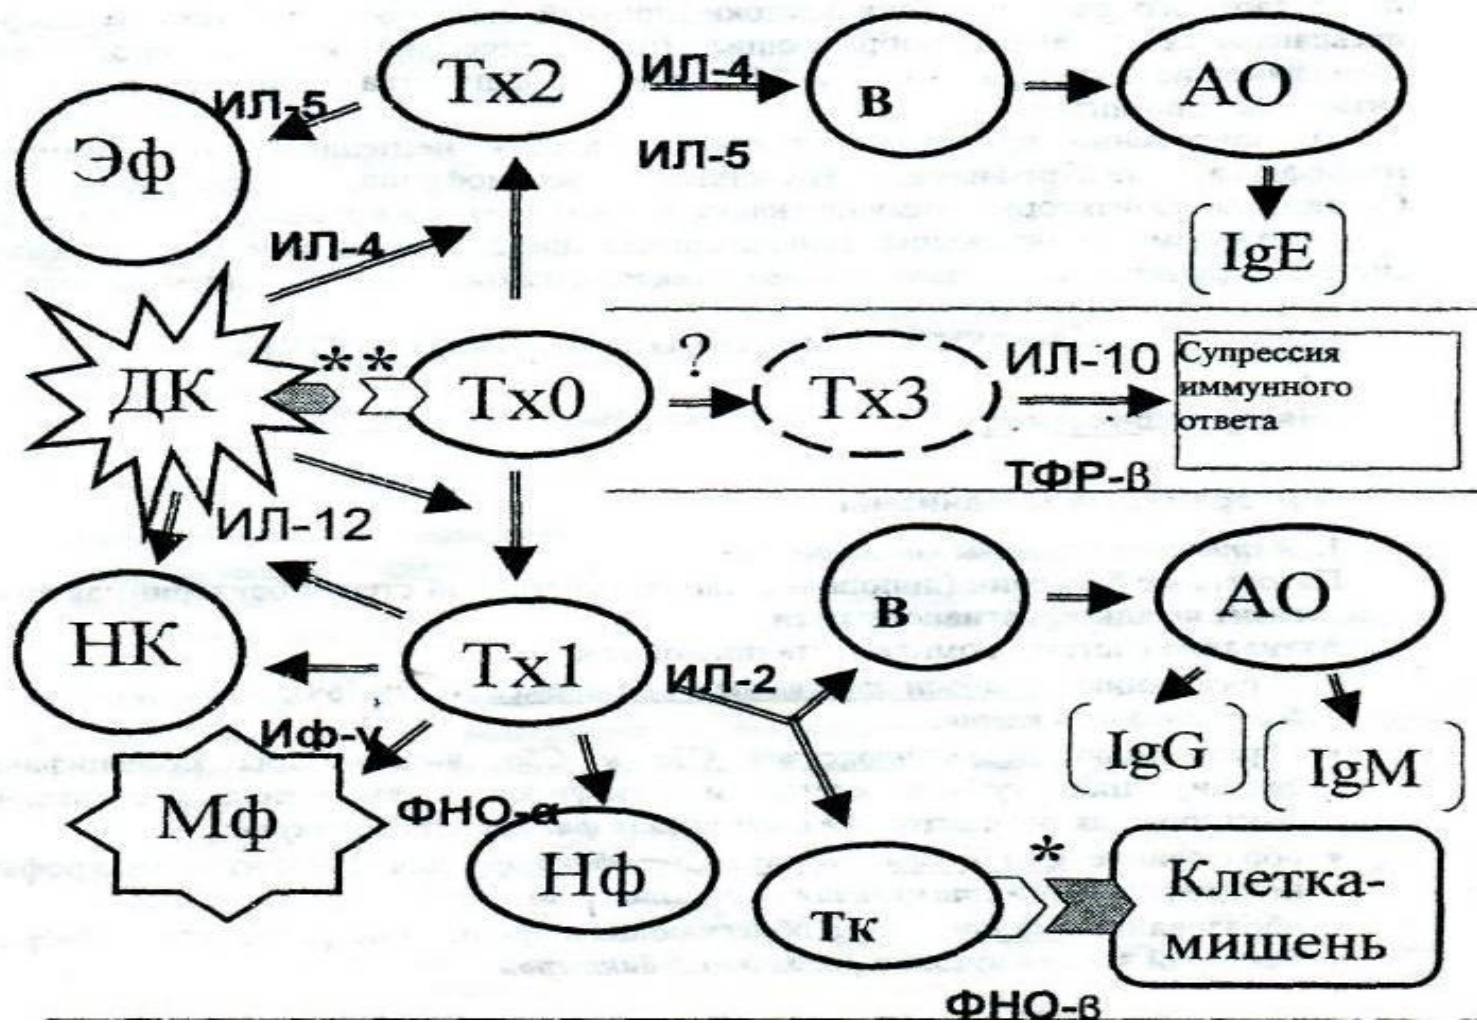 Тх2
ИЛ-4
В
АО
ИЛ-5
Эф
ИЛ-5
IgE
ИЛ-4
ДК
**
Тх0
?
Тх3
ИЛ-10
Супрессия
иммунного
ответа
ТФР-β
ИЛ-12
В
АО
НК
Тх1
ИЛ-2
Иф-γ
IgG
IgM
Мф
ФНО-α
Нф
Тк
*
Клетка-
мишень
ФНО-β